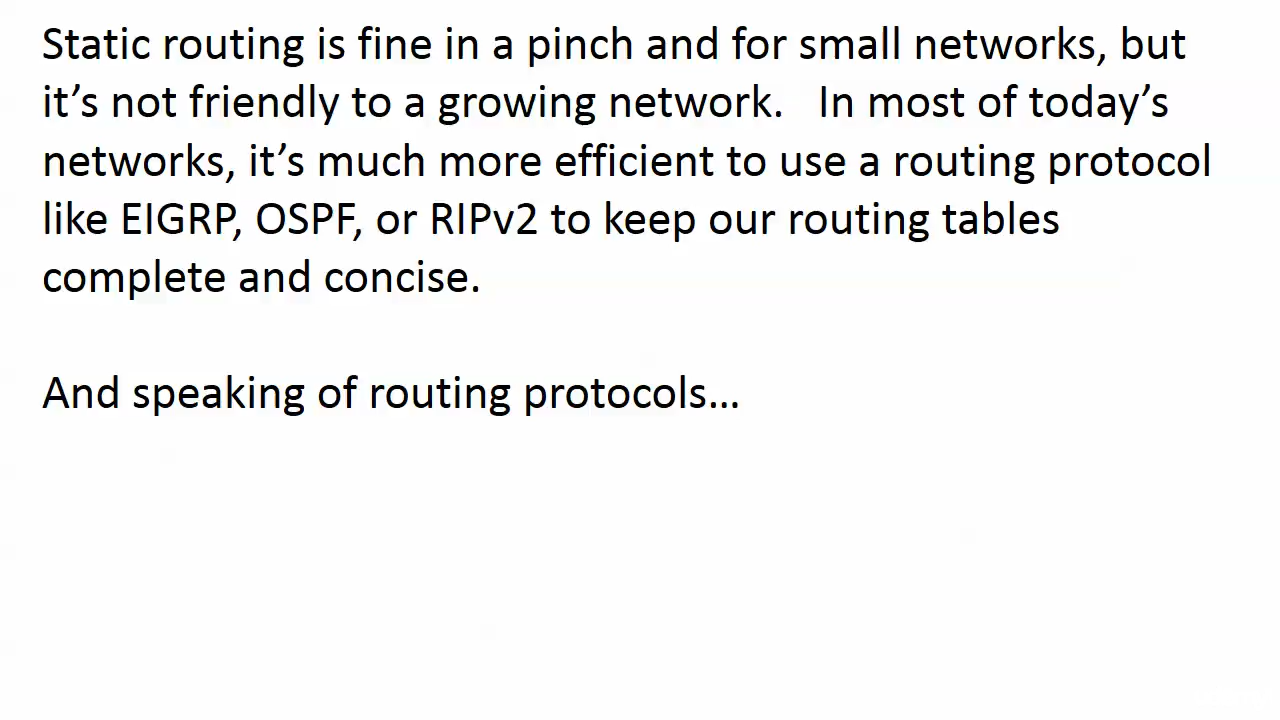 Static routing is fine in a pinch and for small networks, but
it’s not friendly to a growing network.   In most of today’s
networks, it’s much more efficient to use a routing protocol
like EIGRP, OSPF, or RIPv2 to keep our routing tables
complete and concise.
And speaking of routing protocols…